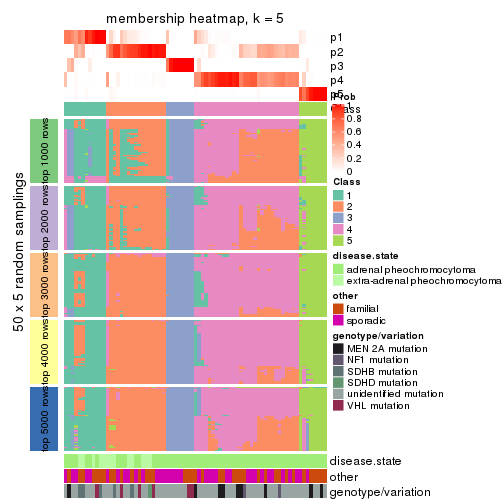 membership heatmap, k = 5
p1
p2
p3
p4
p5
Prob
Class
1
0.8
0.6
0.4
0.2
0
Class
1
2
3
4
5
disease.state
adrenal pheochromocytoma
extra-adrenal pheochromocytoma
other
familial
sporadic
genotype/variation
MEN 2A mutation
NF1 mutation
SDHB mutation
SDHD mutation
unidentified mutation
VHL mutation
50 x 5 random samplings
top 1000 rows
top 2000 rows
top 3000 rows
top 4000 rows
top 5000 rows
disease.state
other
genotype/variation